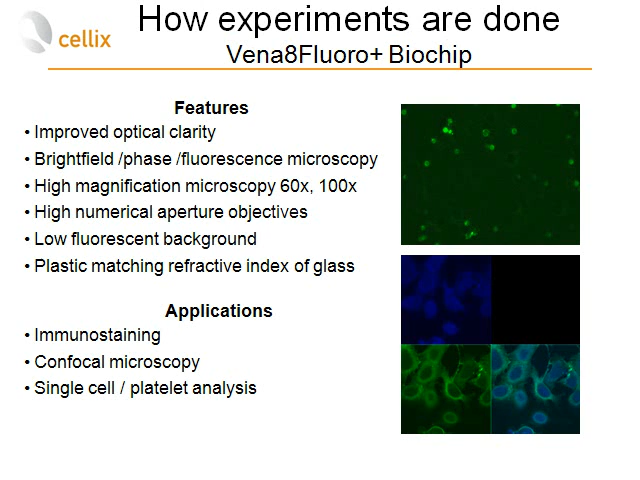 cellix
How experiments are done
Vena8Fluoro+ Biochip
Features
• Improved optical clarity
• Brightfield /phase /fluorescence microscopy
• High magnification microscopy 60x, 100x
• High numerical aperture objectives
• Low fluorescent background
• Plastic matching refractive index of glass
Applications
• Immunostaining
• Confocal microscopy
• Single cell / platelet analysis